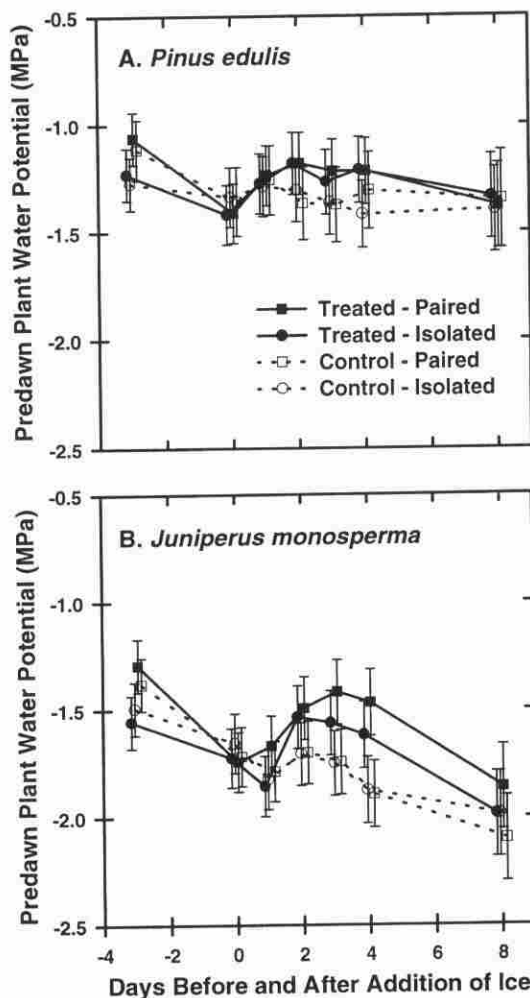 -0.5
A. Pinus edulis
-1.0
-1.5
-2.0
-2.5
Predawn Plant Water Potential (MPa)
Treated - Paired
Treated - Isolated
Control - Paired
Control - Isolated
-0.5
B. Juniperus monosperma
-1.0
-1.5
-2.0
-2.5
Predawn Plant Water Potential (MPa)
-4 -2 0 2 4 6 8
Days Before and After Addition of Ice